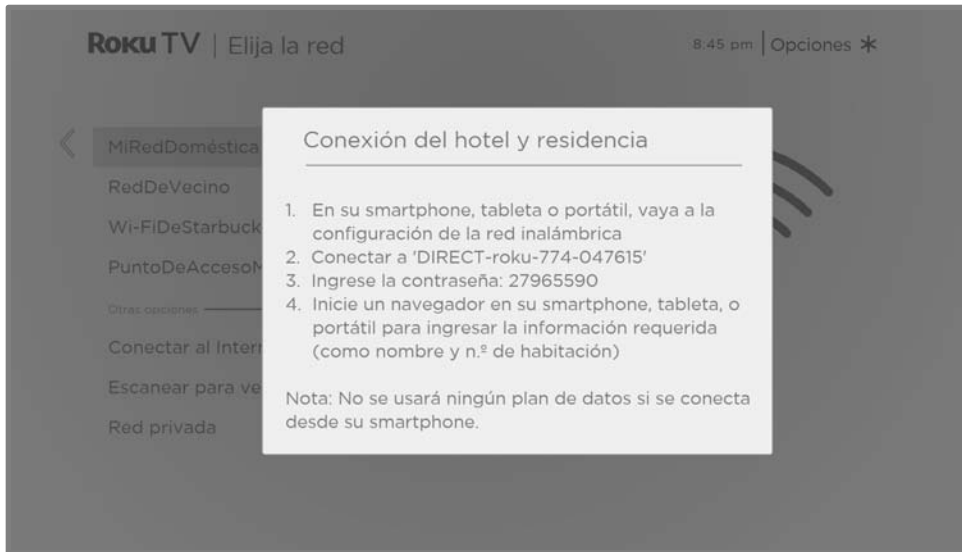 Roku TV | Elija la red
8:45 pm | Opciones *
Conexión del hotel y residencia
MiRedDoméstica
RedDeVecino
Wi-FiDeStarbuck
PuntoDeAccesoM
Otras opciones
Conectar al Intern
Escanear para ve
Red privada
1. En su smartphone, tableta o portátil, vaya a la
configuración de la red inalámbrica
2. Conectar a 'DIRECT-roku-774-047615'
3. Ingrese la contraseña: 27965590
4. Inicie un navegador en su smartphone, tableta, o
portátil para ingresar la información requerida
(como nombre y n.º de habitación)
Nota: No se usará ningún plan de datos si se conecta
desde su smartphone.